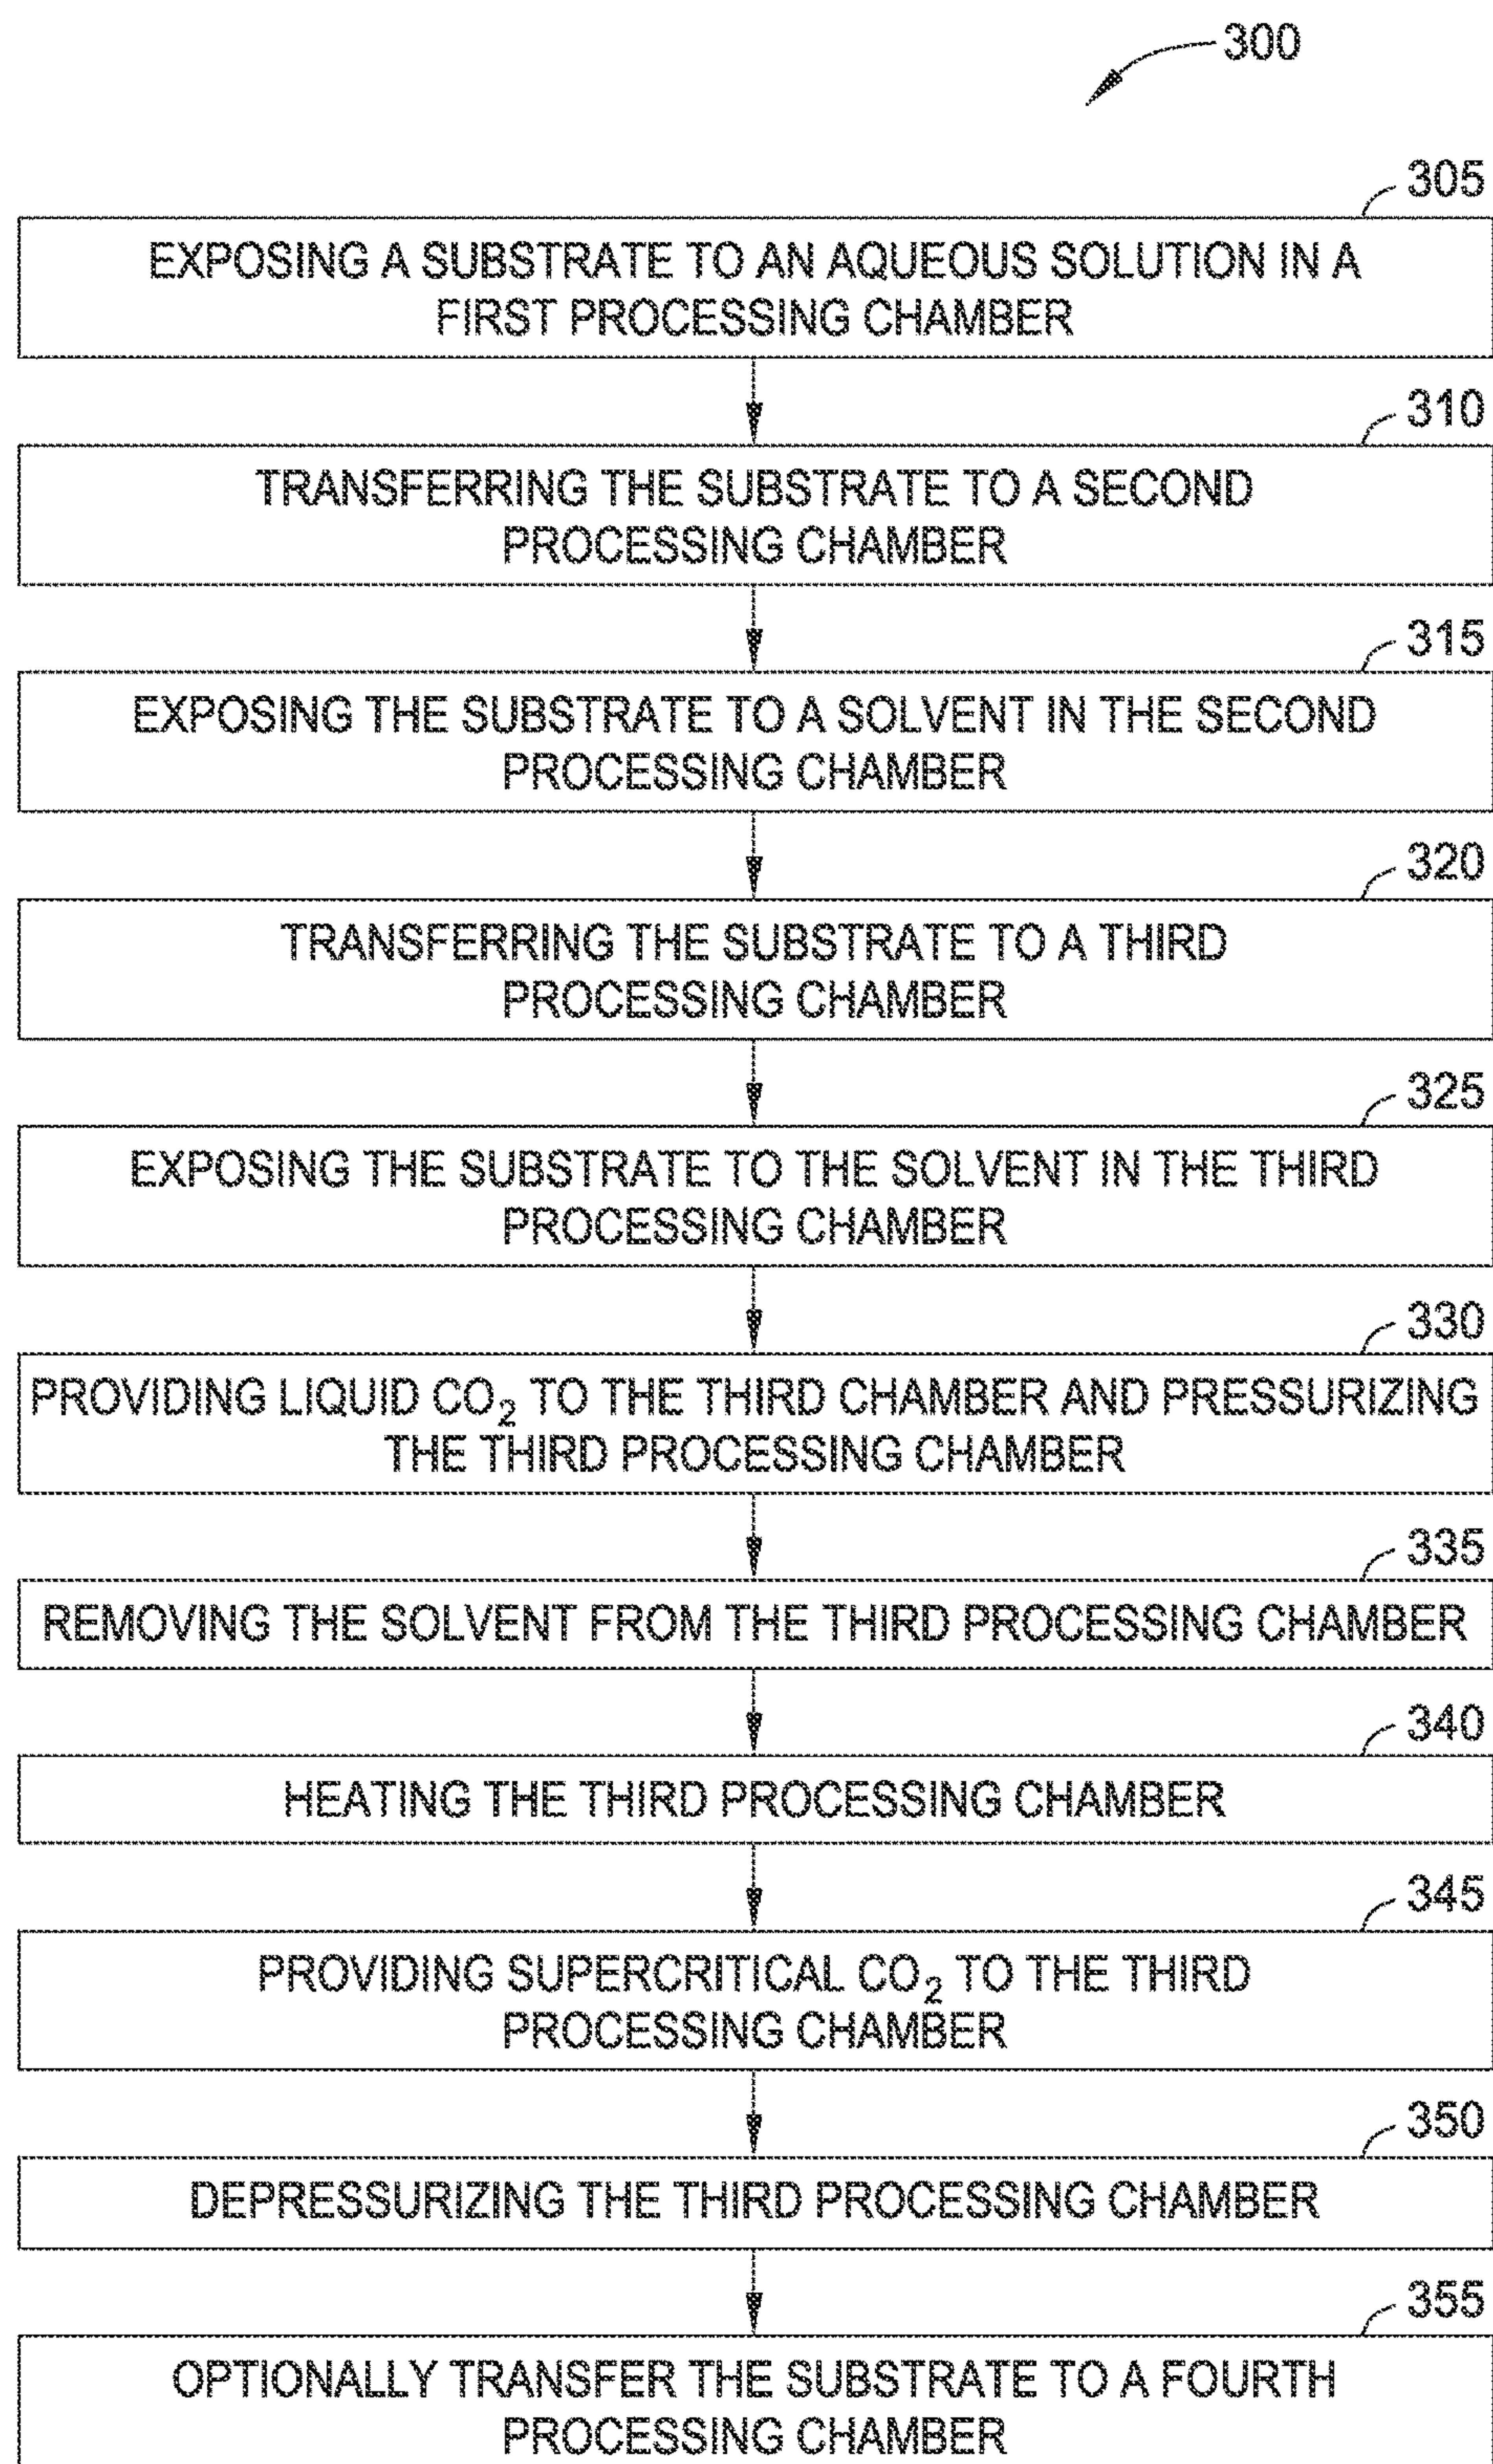 300
305
EXPOSING A SUBSTRATE TO AN AQUEOUS SOLUTION IN A
FIRST PROCESSING CHAMBER
310
TRANSFERRING THE SUBSTRATE TO A SECOND
PROCESSING CHAMBER
315
EXPOSING THE SUBSTRATE TO A SOLVENT IN THE SECOND
PROCESSING CHAMBER
320
TRANSFERRING THE SUBSTRATE TO A THIRD
PROCESSING CHAMBER
325
EXPOSING THE SUBSTRATE TO THE SOLVENT IN THE THIRD
PROCESSING CHAMBER
330
PROVIDING LIQUID CO₂ TO THE THIRD CHAMBER AND PRESSURIZING
THE THIRD PROCESSING CHAMBER
335
REMOVING THE SOLVENT FROM THE THIRD PROCESSING CHAMBER
340
HEATING THE THIRD PROCESSING CHAMBER
345
PROVIDING SUPERCRITICAL CO₂ TO THE THIRD
PROCESSING CHAMBER
350
DEPRESSURIZING THE THIRD PROCESSING CHAMBER
355
OPTIONALLY TRANSFER THE SUBSTRATE TO A FOURTH
PROCESSING CHAMBER